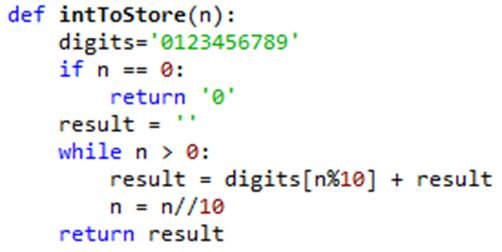 def intToStore(n):
    digits='0123456789'
    if n == 0:
        return '0'
    result = ''
    while n > 0:
        result = digits[n%10] + result
        n = n//10
    return result